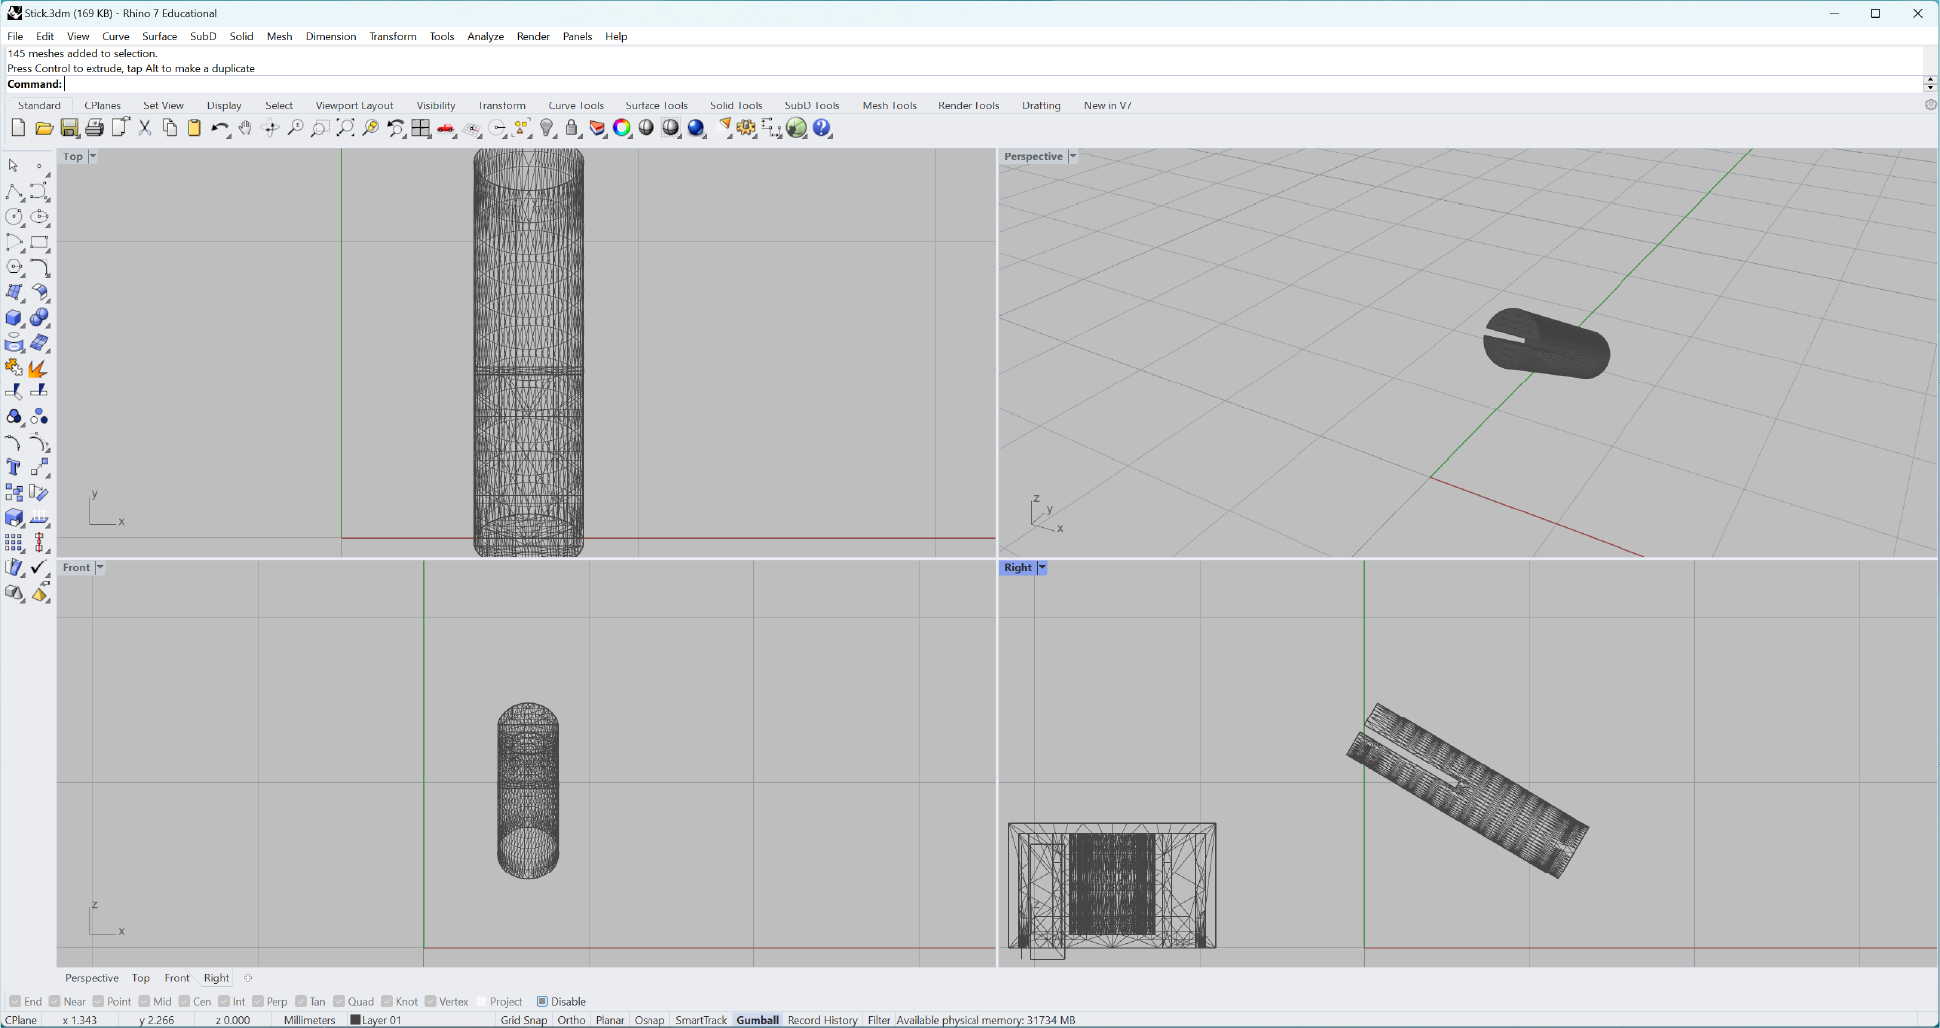 Stick.3dm (169 KB) - Rhino 7 Educational
File Edit View Curve Surface SubD Solid Mesh Dimension Transform Tools Analyze Render Panels Help
145 meshes added to selection.
Press Control to extrude, tap Alt to make a duplicate
Command:
Standard CPlanes Set View Display Select Viewport Layout Visibility Transform Curve Tools Surface Tools Solid Tools SubD Tools Mesh Tools Render Tools Drafting New in V7
Top
Perspective
y
x
z
y
x
Front
Right
z
x
Perspective Top Front Right
End Near Point Mid Cen Int Perp Tan Quad Knot Vertex Project Disable
CPlane x 1.343 y 2.266 z 0.000 Millimeters Layer 01 Grid Snap Ortho Planar Osnap SmartTrack Gumball Record History Filter Available physical memory: 31734 MB